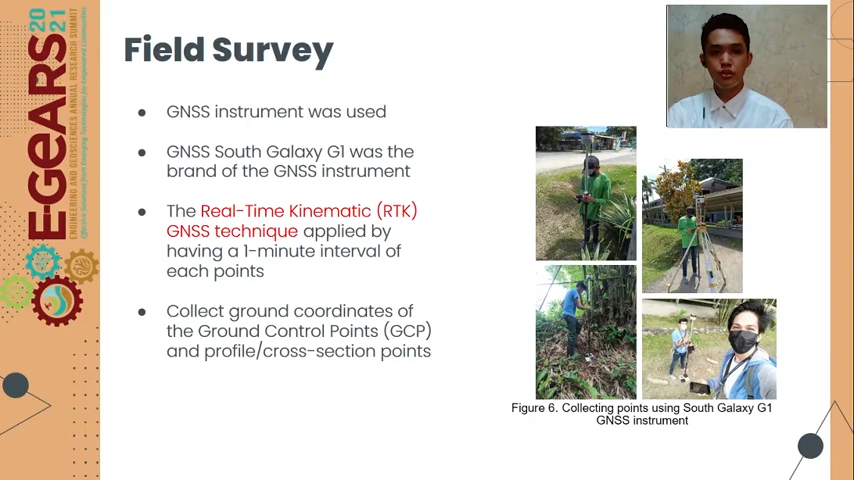 E-GEARS
2021
ENGINEERING AND GEOSCIENCES ANNUAL RESEARCH SUMMIT
Field Survey
● GNSS instrument was used
● GNSS South Galaxy G1 was the
brand of the GNSS instrument
● The Real-Time Kinematic (RTK)
GNSS technique applied by
having a 1-minute interval of
each points
● Collect ground coordinates of
the Ground Control Points (GCP)
and profile/cross-section points
Figure 6. Collecting points using South Galaxy G1
GNSS instrument